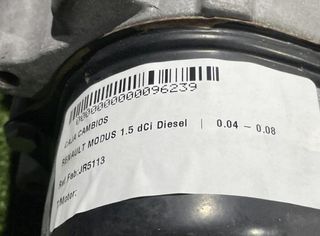 0000000000096239
CAJA CAMBIOS
RENAULT MODUS 1.5 dCi Diesel | 0.04 - 0.08
Ref Fab: JR5113
Motor: